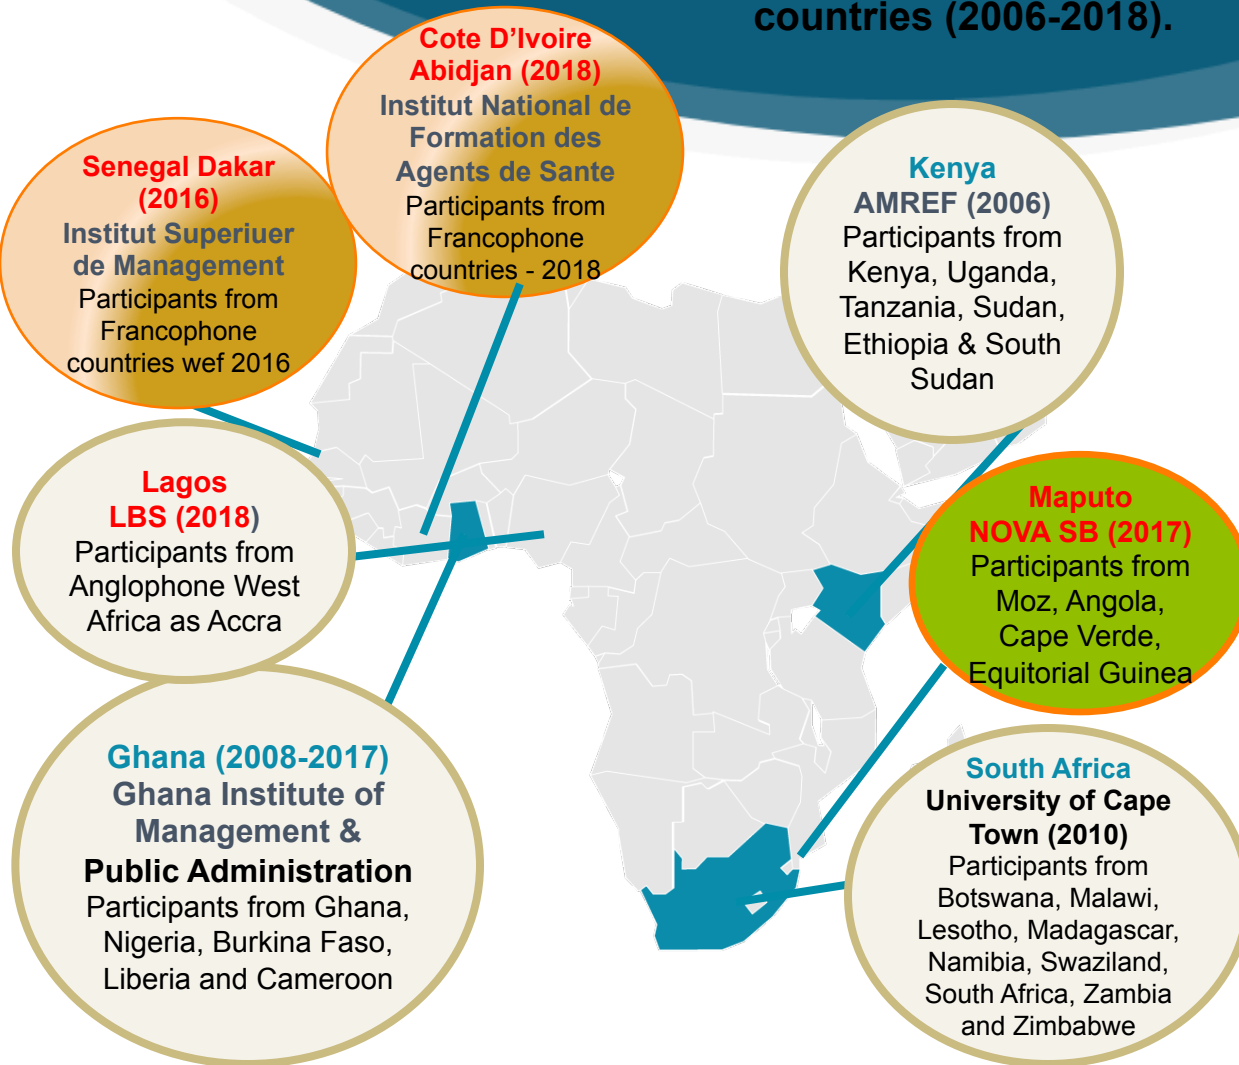 countries (2006-2018).
Cote D’Ivoire
Abidjan (2018)
Institut National de
Formation des
Agents de Sante
Participants from
Francophone
countries - 2018
Senegal Dakar
(2016)
Institut Superiuer
de Management
Participants from
Francophone
countries wef 2016
Kenya
AMREF (2006)
Participants from
Kenya, Uganda,
Tanzania, Sudan,
Ethiopia & South
Sudan
Lagos
LBS (2018)
Participants from
Anglophone West
Africa as Accra
Maputo
NOVA SB (2017)
Participants from
Moz, Angola,
Cape Verde,
Equitorial Guinea
Ghana (2008-2017)
Ghana Institute of
Management &
Public Administration
Participants from Ghana,
Nigeria, Burkina Faso,
Liberia and Cameroon
South Africa
University of Cape
Town (2010)
Participants from
Botswana, Malawi,
Lesotho, Madagascar,
Namibia, Swaziland,
South Africa, Zambia
and Zimbabwe